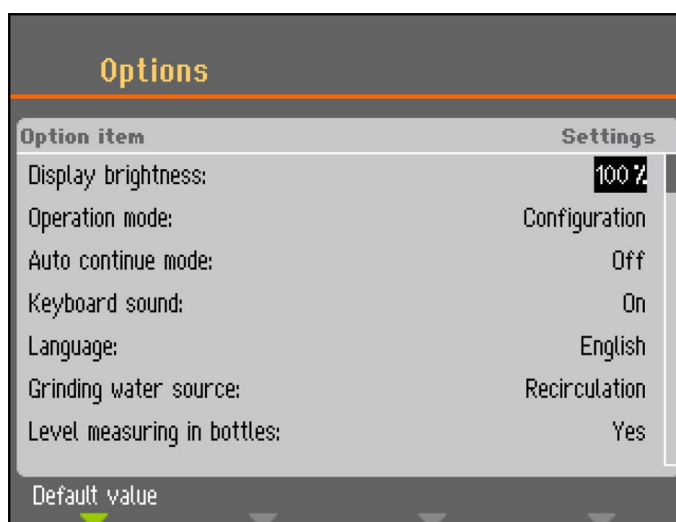 Options
Option item Settings
Display brightness: 100 %
Operation mode: Configuration
Auto continue mode: Off
Keyboard sound: On
Language: English
Grinding water source: Recirculation
Level measuring in bottles: Yes
Default value